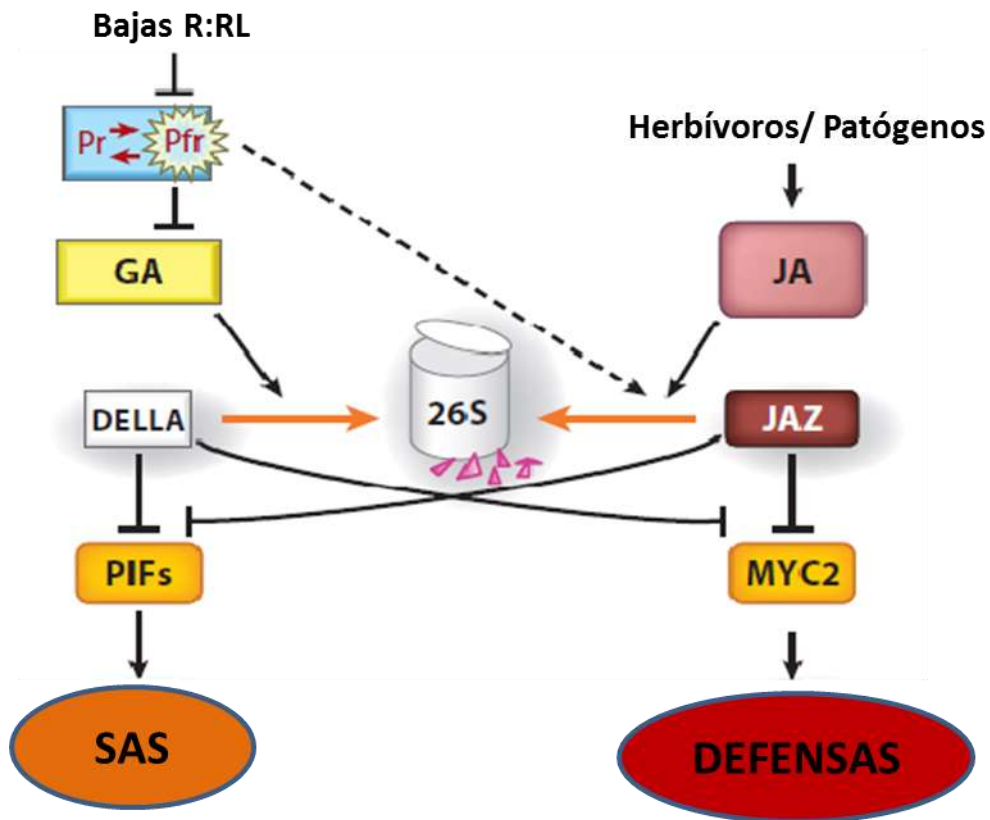 Bajas R:RL
Pr Pfr
Herbívoros/ Patógenos
GA
JA
DELLA
26S
JAZ
PIFs
MYC2
SAS
DEFENSAS